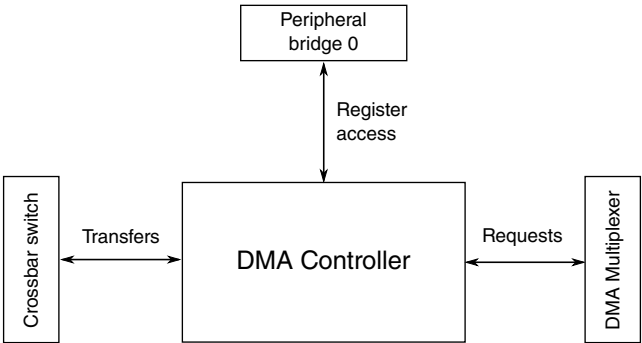 Peripheral
bridge 0
Register
access
Crossbar switch
Transfers
DMA Controller
Requests
DMA Multiplexer